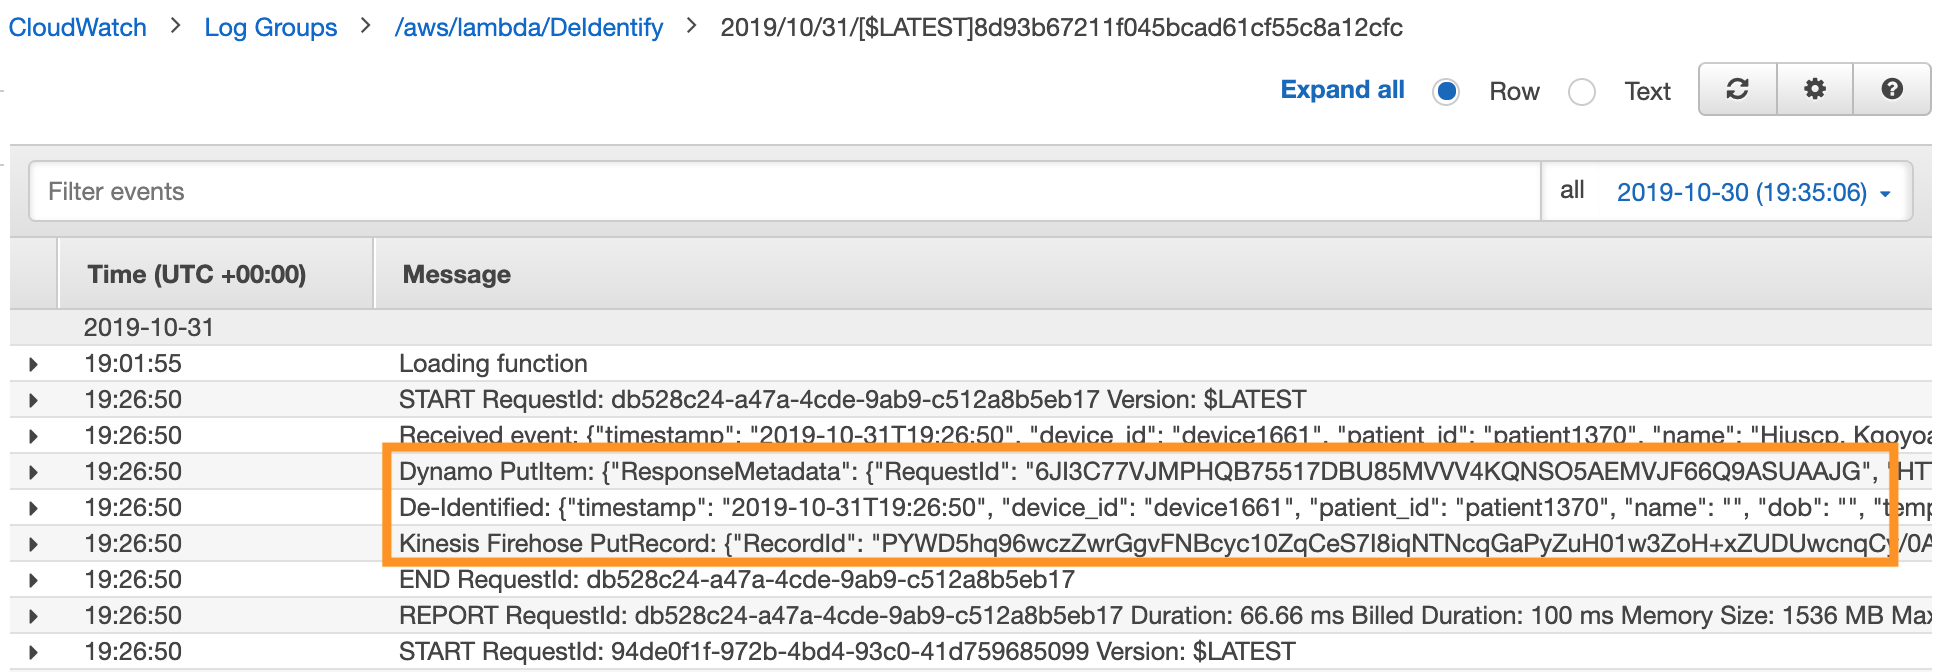 CloudWatch > Log Groups > /aws/lambda/DeIdentify > 2019/10/31/[$LATEST]8d93b67211f045bcad61cf55c8a12cfc
Expand all Row Text
Filter events all 2019-10-30 (19:35:06)
Time (UTC +00:00) Message
2019-10-31
19:01:55 Loading function
19:26:50 START RequestId: db528c24-a47a-4cde-9ab9-c512a8b5eb17 Version: $LATEST
19:26:50 Received event: {"timestamp": "2019-10-31T19:26:50", "device_id": "device1661", "patient_id": "patient1370", "name": "Hjuscp, Kgoyo
19:26:50 Dynamo PutItem: {"ResponseMetadata": {"RequestId": "6JI3C77VJMPHQB75517DBU85MVVV4KQNSO5AEMVJF66Q9ASUAAJG", "HT
19:26:50 De-Identified: {"timestamp": "2019-10-31T19:26:50", "device_id": "device1661", "patient_id": "patient1370", "name": "", "dob": "", "temp
19:26:50 Kinesis Firehose PutRecord: {"RecordId": "PYWD5hq96wczZwrGgvFNBcyc10ZqCeS7I8iqNTNcqGaPyZuH01w3ZoH+xZUDUwcnqCy/0A
19:26:50 END RequestId: db528c24-a47a-4cde-9ab9-c512a8b5eb17
19:26:50 REPORT RequestId: db528c24-a47a-4cde-9ab9-c512a8b5eb17 Duration: 66.66 ms Billed Duration: 100 ms Memory Size: 1536 MB Max
19:26:50 START RequestId: 94de0f1f-972b-4bd4-93c0-41d759685099 Version: $LATEST